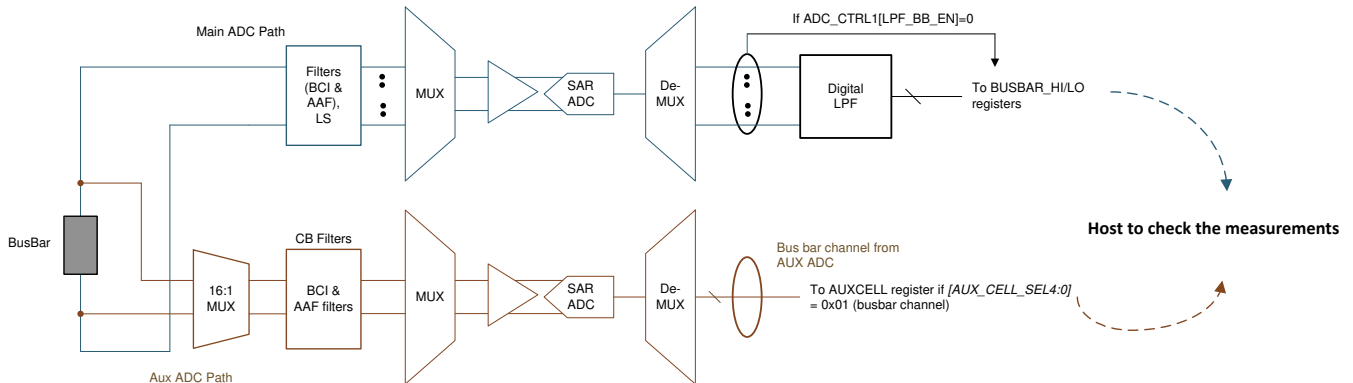 If ADC_CTRL1[LPF_BB_EN]=0
Main ADC Path
Filters
(BCI &
AAF),
LS
MUX
SAR
ADC
De-
MUX
Digital
LPF
To BUSBAR_HI/LO
registers
BusBar
Host to check the measurements
CB Filters
16:1
MUX
BCI &
AAF filters
MUX
SAR
ADC
De-
MUX
Bus bar channel from
AUX ADC
To AUXCELL register if [AUX_CELL_SEL4:0]
= 0x01 (busbar channel)
Aux ADC Path